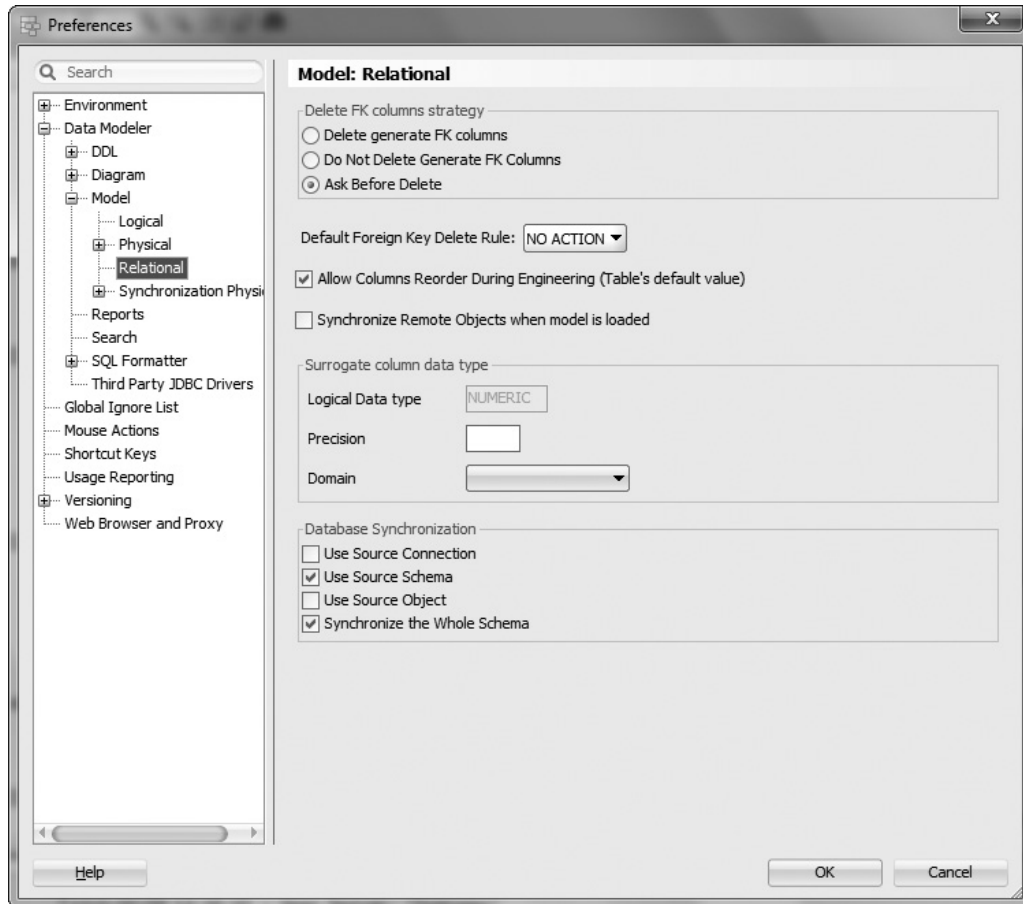 Preferences
X
Search
Environment
Data Modeler
DDL
Diagram
Model
Logical
Physical
Relational
Synchronization Physi
Reports
Search
SQL Formatter
Third Party JDBC Drivers
Global Ignore List
Mouse Actions
Shortcut Keys
Usage Reporting
Versioning
Web Browser and Proxy
Model: Relational
Delete FK columns strategy
Delete generate FK columns
Do Not Delete Generate FK Columns
Ask Before Delete
Default Foreign Key Delete Rule: NO ACTION
Allow Columns Reorder During Engineering (Table's default value)
Synchronize Remote Objects when model is loaded
Surrogate column data type
Logical Data type NUMERIC
Precision
Domain
Database Synchronization
Use Source Connection
Use Source Schema
Use Source Object
Synchronize the Whole Schema
Help OK Cancel